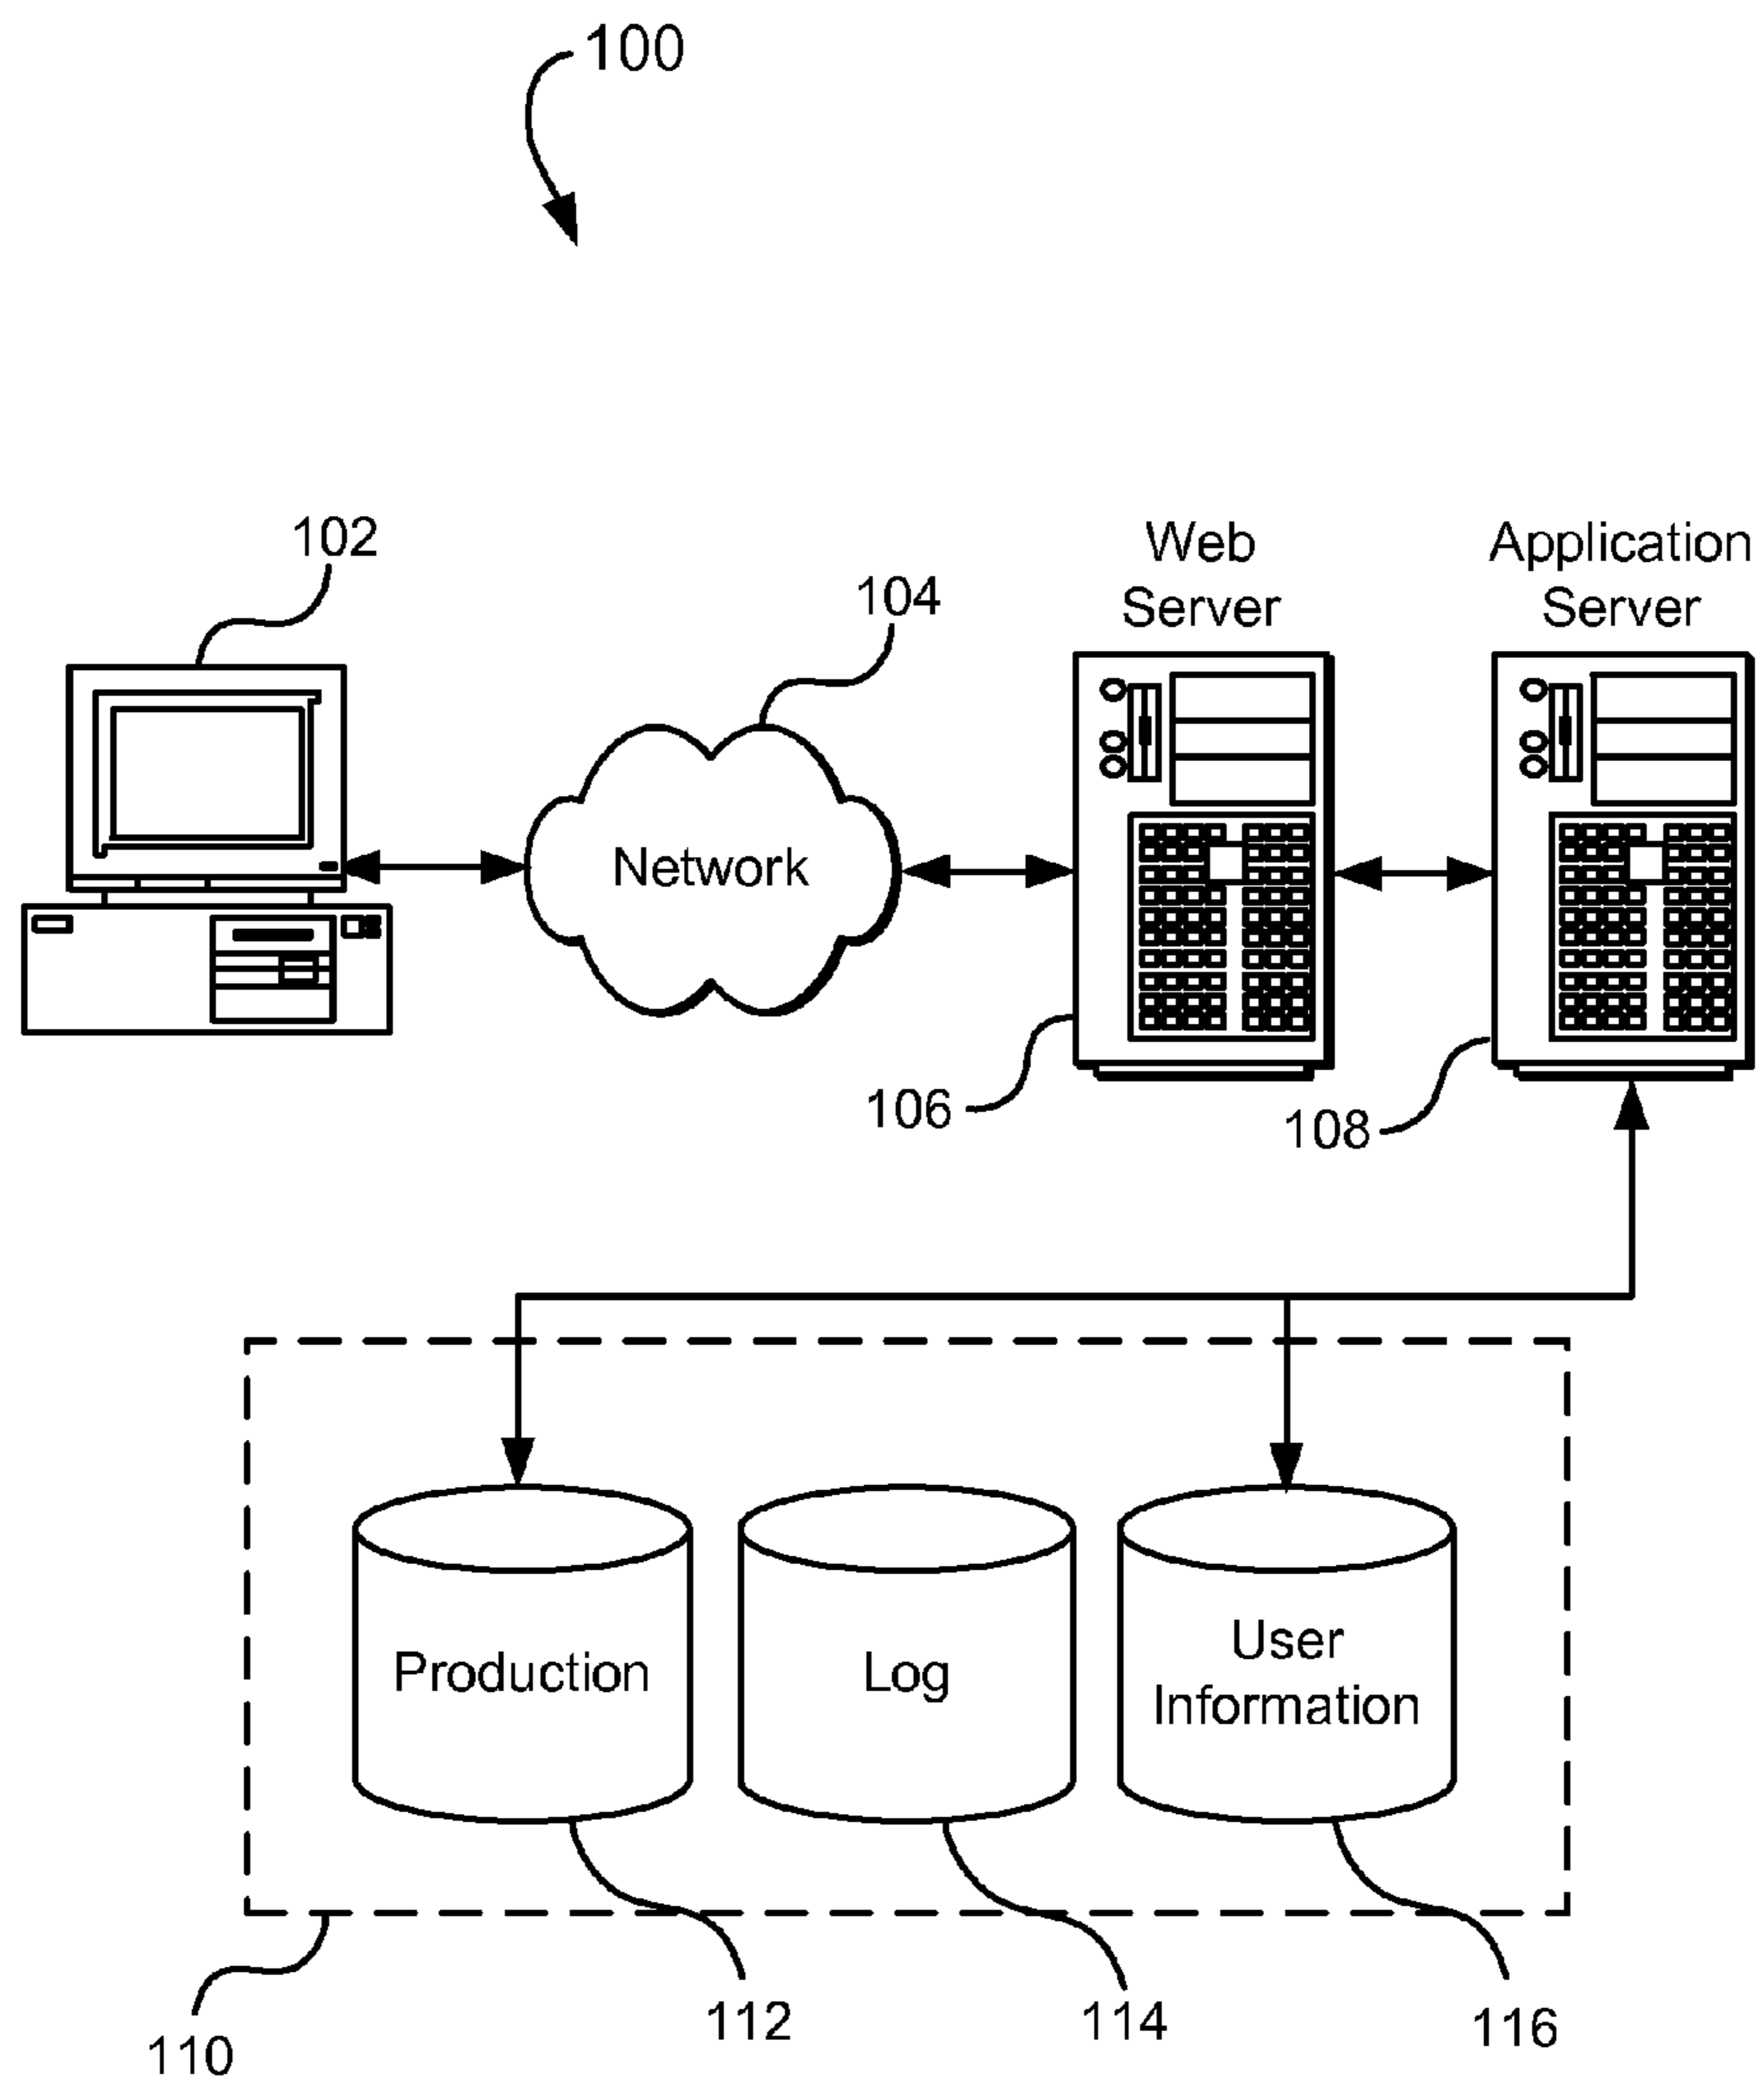 100
102
104
Web
Server
Application
Server
Network
106
108
Production
Log
User
Information
110
112
114
116